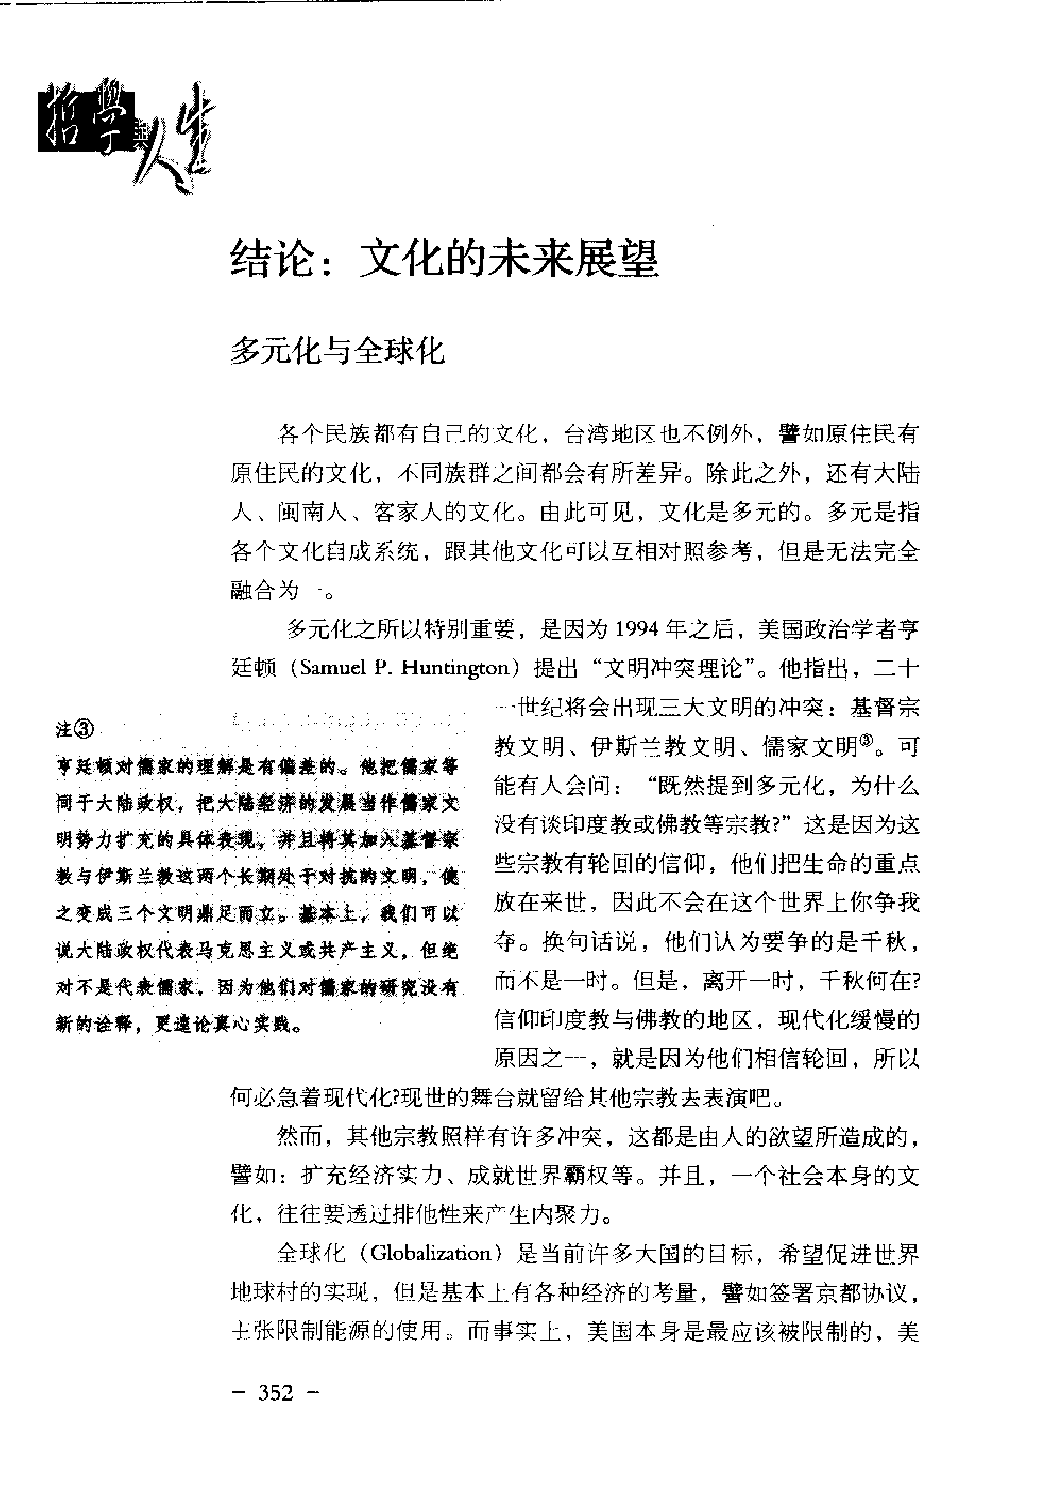 哲學與人生
结论：文化的未来展望
多元化与全球化
各个民族都有自己的文化，台湾地区也不例外，譬如原住民有
原住民的文化，不同族群之间都会有所差异。除此之外，还有大陆
人、闽南人、客家人的文化。由此可见，文化是多元的。多元是指
各个文化自成系统，跟其他文化可以互相对照参考，但是无法完全
融合为一。
多元化之所以特别重要，是因为 1994 年之后，美国政治学者亨
廷顿（Samuel P. Huntington）提出“文明冲突理论”。他指出，二十
一世纪将会出现三大文明的冲突：基督宗
教文明、伊斯兰教文明、儒家文明③。可
能有人会问：“既然提到多元化，为什么
没有谈印度教或佛教等宗教?”这是因为这
些宗教有轮回的信仰，他们把生命的重点
放在来世，因此不会在这个世界上你争我
夺。换句话说，他们认为要争的是千秋，
而不是一时。但是，离开一时，千秋何在?
信仰印度教与佛教的地区，现代化缓慢的
原因之一，就是因为他们相信轮回，所以
何必急着现代化?现世的舞台就留给其他宗教去表演吧。
注③
亨廷顿对儒家的理解是有偏差的。他把儒家等
同于大陆政权，把大陆经济的发展当作儒家文
明势力扩充的具体表现，并且将其加入基督宗
教与伊斯兰教这两个长期处于对抗的文明，使
之变成三个文明鼎足而立。基本上，我们可以
说大陆政权代表马克思主义或共产主义，但绝
对不是代表儒家，因为他们对儒家的研究没有
新的诠释，更遑论真心实践。
然而，其他宗教照样有许多冲突，这都是由人的欲望所造成的，
譬如：扩充经济实力、成就世界霸权等。并且，一个社会本身的文
化，往往要透过排他性来产生内聚力。
全球化（Globalization）是当前许多大国的目标，希望促进世界
地球村的实现，但是基本上有各种经济的考量，譬如签署京都协议，
主张限制能源的使用。而事实上，美国本身是最应该被限制的，美
－ 352 －